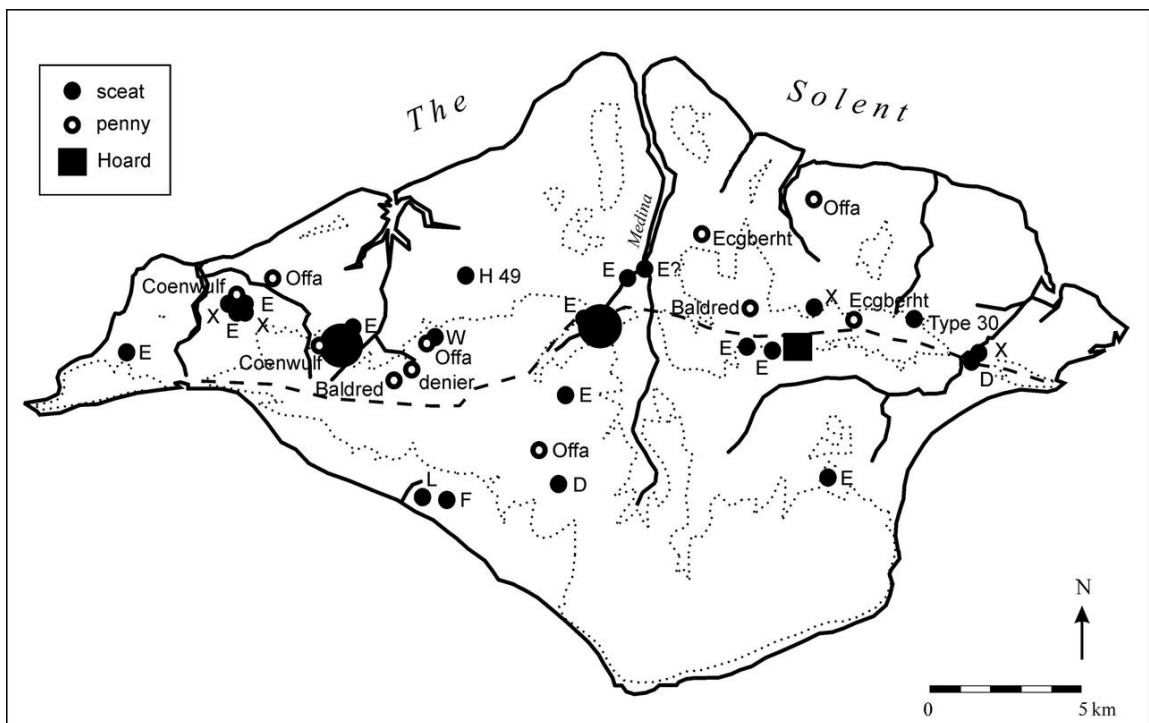 sceat
penny
Hoard
The
Solent
Medina
Offa
Ecgberht
Coenwulf
Offa
H 49
E
E?
E
X
E
X
E
Coenwulf
E
W
Offa
denier
Baldred
E
Baldred
X
Ecgberht
Type 30
E
E
X
D
E
Offa
D
E
L
F
N
0
5 km